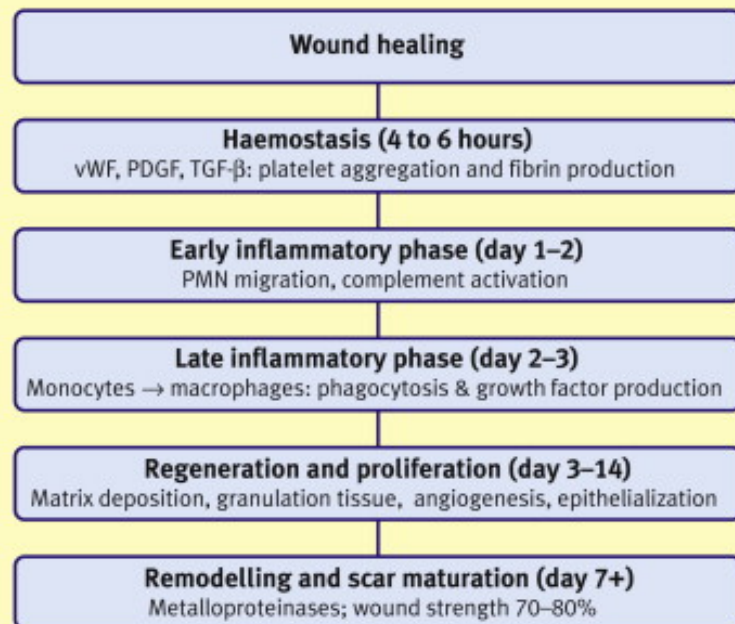 Wound healing
Haemostasis (4 to 6 hours)
vWF, PDGF, TGF-β: platelet aggregation and fibrin production
Early inflammatory phase (day 1–2)
PMN migration, complement activation
Late inflammatory phase (day 2–3)
Monocytes → macrophages: phagocytosis & growth factor production
Regeneration and proliferation (day 3–14)
Matrix deposition, granulation tissue, angiogenesis, epithelialization
Remodelling and scar maturation (day 7+)
Metalloproteinases; wound strength 70–80%